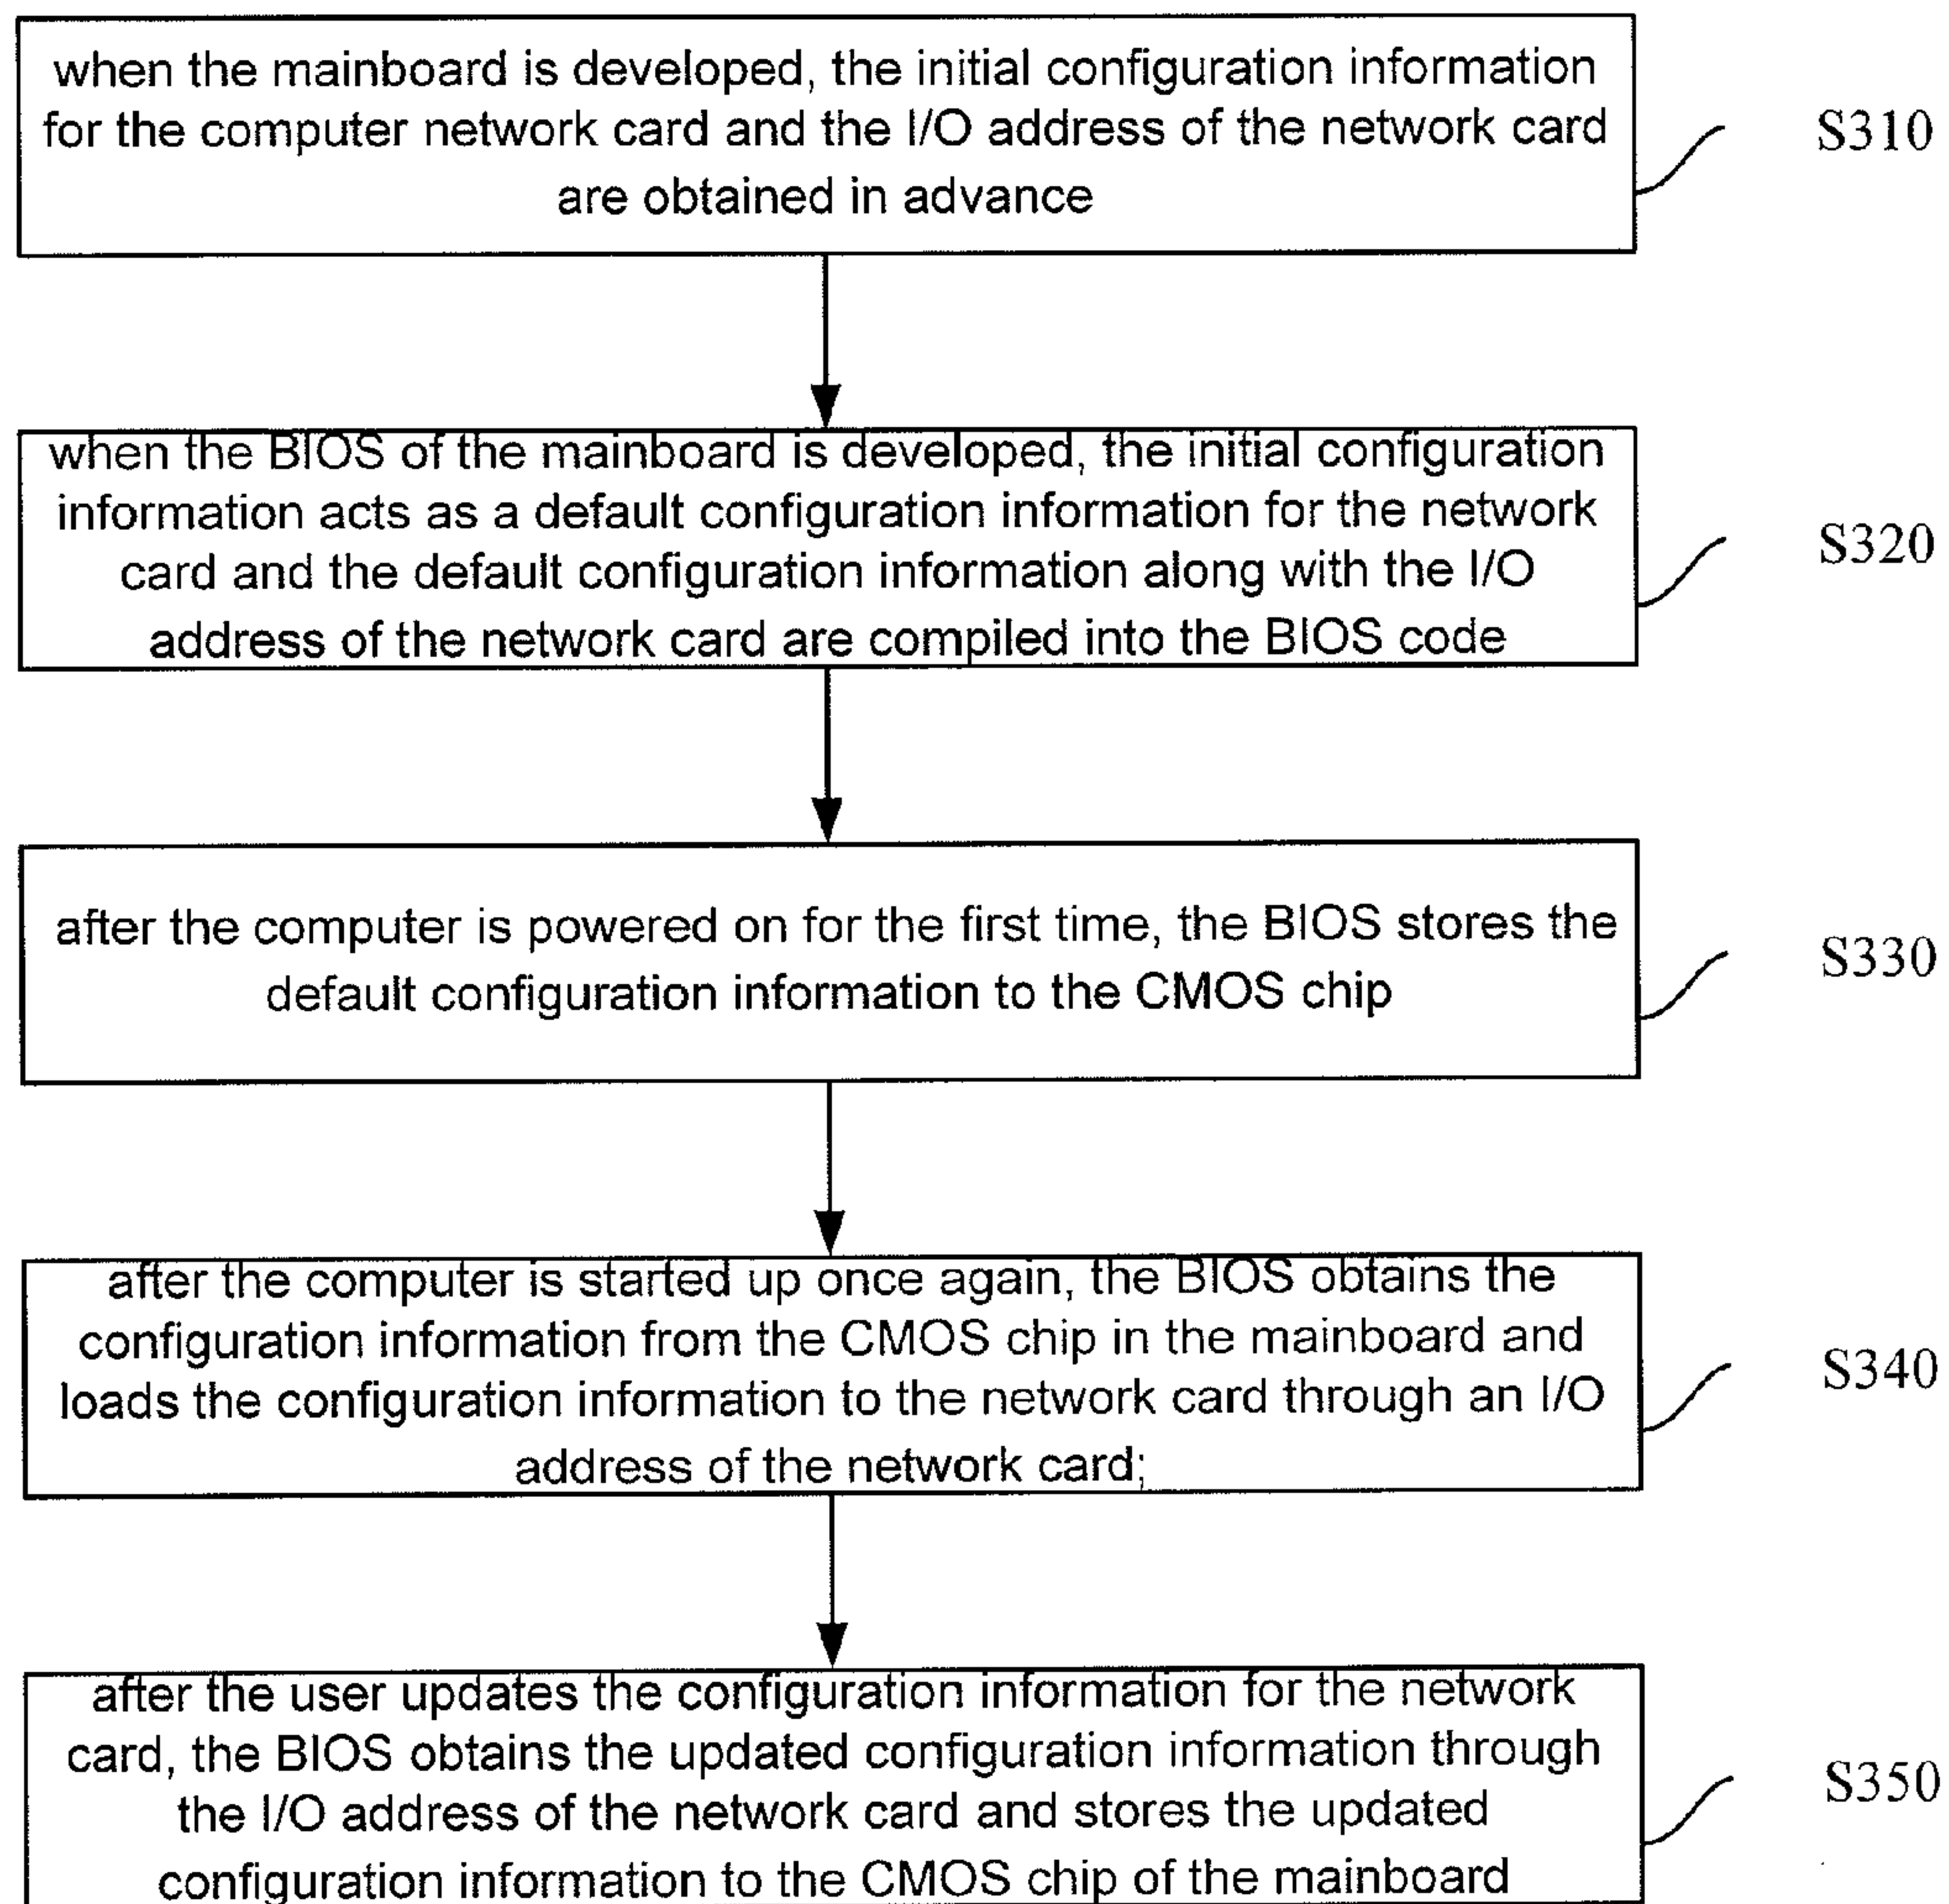 when the mainboard is developed, the initial configuration information
for the computer network card and the I/O address of the network card
are obtained in advance
S310
when the BIOS of the mainboard is developed, the initial configuration
information acts as a default configuration information for the network
card and the default configuration information along with the I/O
address of the network card are compiled into the BIOS code
S320
after the computer is powered on for the first time, the BIOS stores the
default configuration information to the CMOS chip
S330
after the computer is started up once again, the BIOS obtains the
configuration information from the CMOS chip in the mainboard and
loads the configuration information to the network card through an I/O
address of the network card;
S340
after the user updates the configuration information for the network
card, the BIOS obtains the updated configuration information through
the I/O address of the network card and stores the updated
configuration information to the CMOS chip of the mainboard
S350